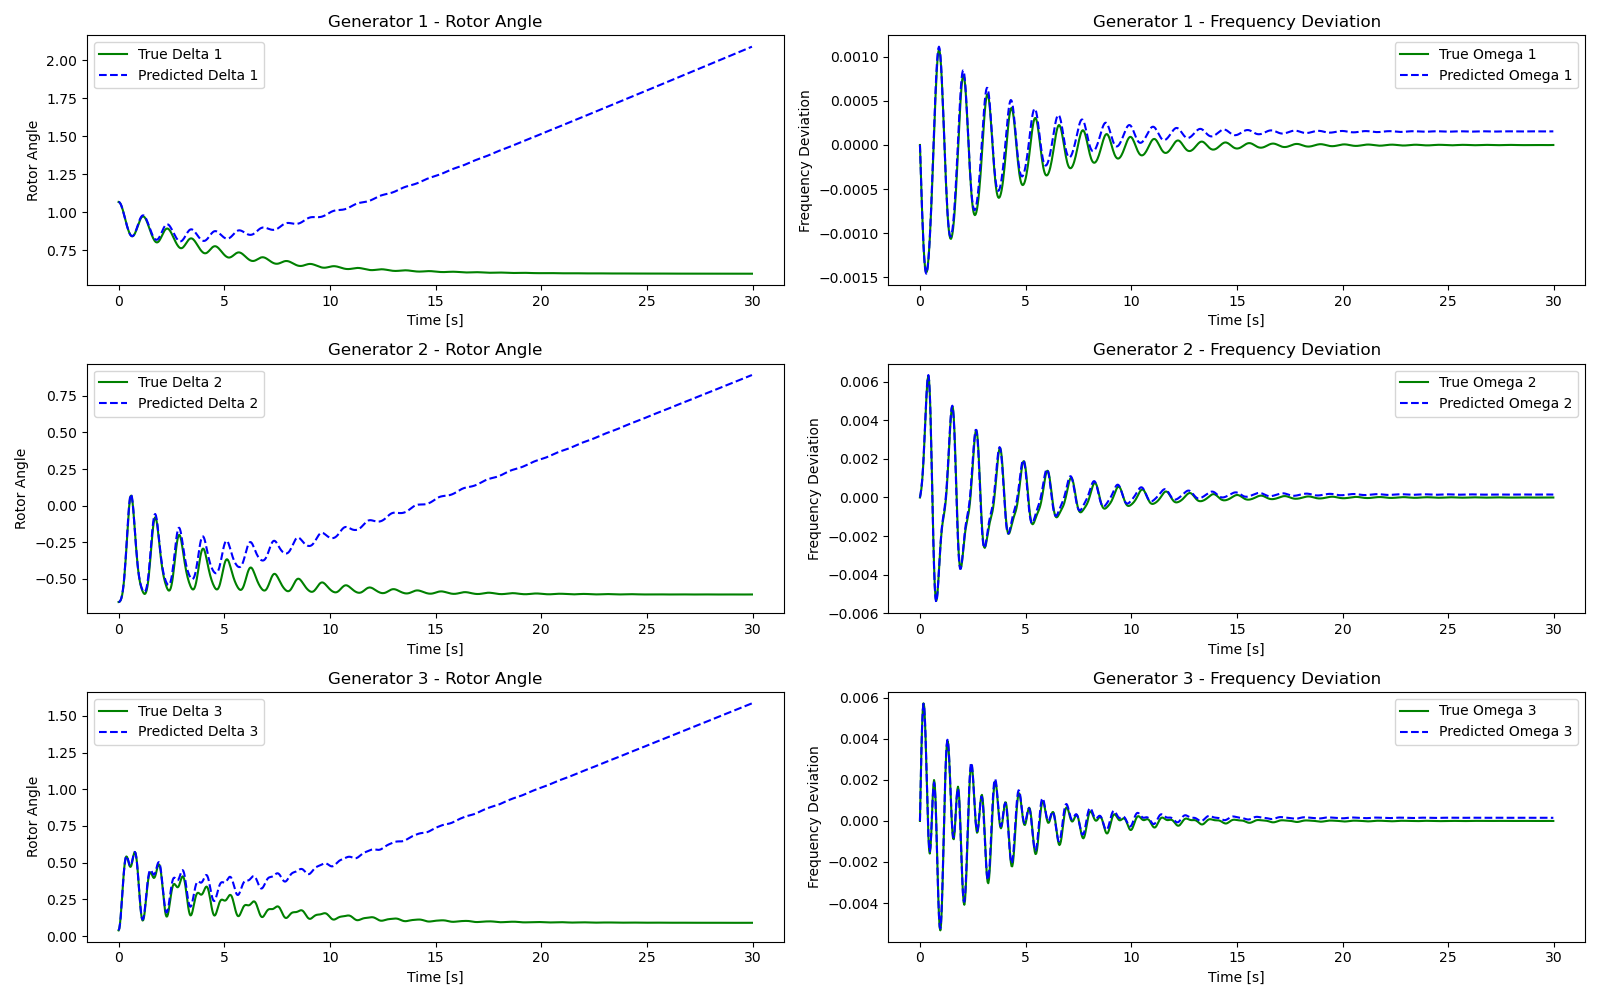 Generator 1 - Rotor Angle
True Delta 1
Predicted Delta 1
Rotor Angle
2.00
1.75
1.50
1.25
1.00
0.75
0 5 10 15 20 25 30
Time [s]
Generator 1 - Frequency Deviation
True Omega 1
Predicted Omega 1
Frequency Deviation
0.0010
0.0005
0.0000
−0.0005
−0.0010
−0.0015
0 5 10 15 20 25 30
Time [s]
Generator 2 - Rotor Angle
True Delta 2
Predicted Delta 2
Rotor Angle
0.75
0.50
0.25
0.00
−0.25
−0.50
0 5 10 15 20 25 30
Time [s]
Generator 2 - Frequency Deviation
True Omega 2
Predicted Omega 2
Frequency Deviation
0.006
0.004
0.002
0.000
−0.002
−0.004
−0.006
0 5 10 15 20 25 30
Time [s]
Generator 3 - Rotor Angle
True Delta 3
Predicted Delta 3
Rotor Angle
1.50
1.25
1.00
0.75
0.50
0.25
0.00
0 5 10 15 20 25 30
Time [s]
Generator 3 - Frequency Deviation
True Omega 3
Predicted Omega 3
Frequency Deviation
0.006
0.004
0.002
0.000
−0.002
−0.004
0 5 10 15 20 25 30
Time [s]